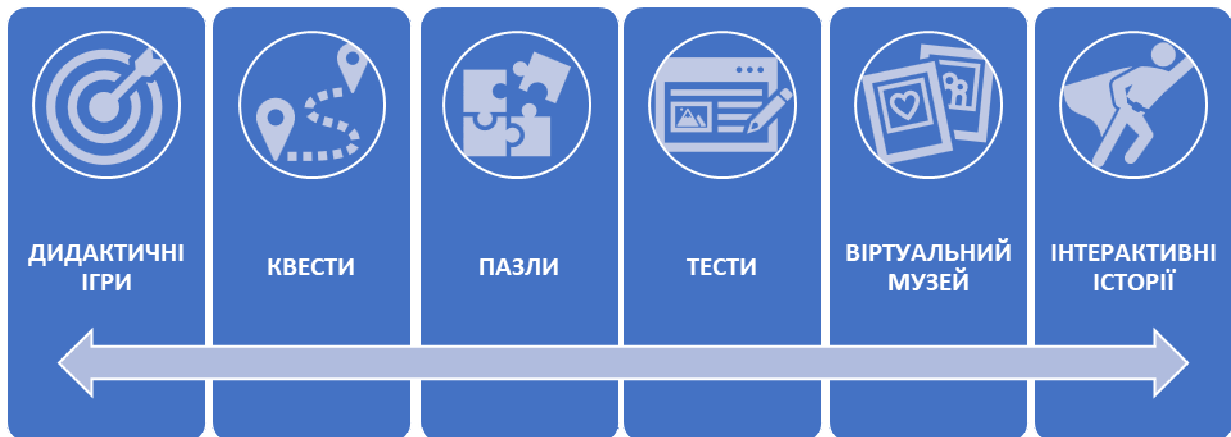 ДИДАКТИЧНІ
ІГРИ
КВЕСТИ
ПАЗЛИ
ТЕСТИ
ВІРТУАЛЬНИЙ
МУЗЕЙ
ІНТЕРАКТИВНІ
ІСТОРІЇ